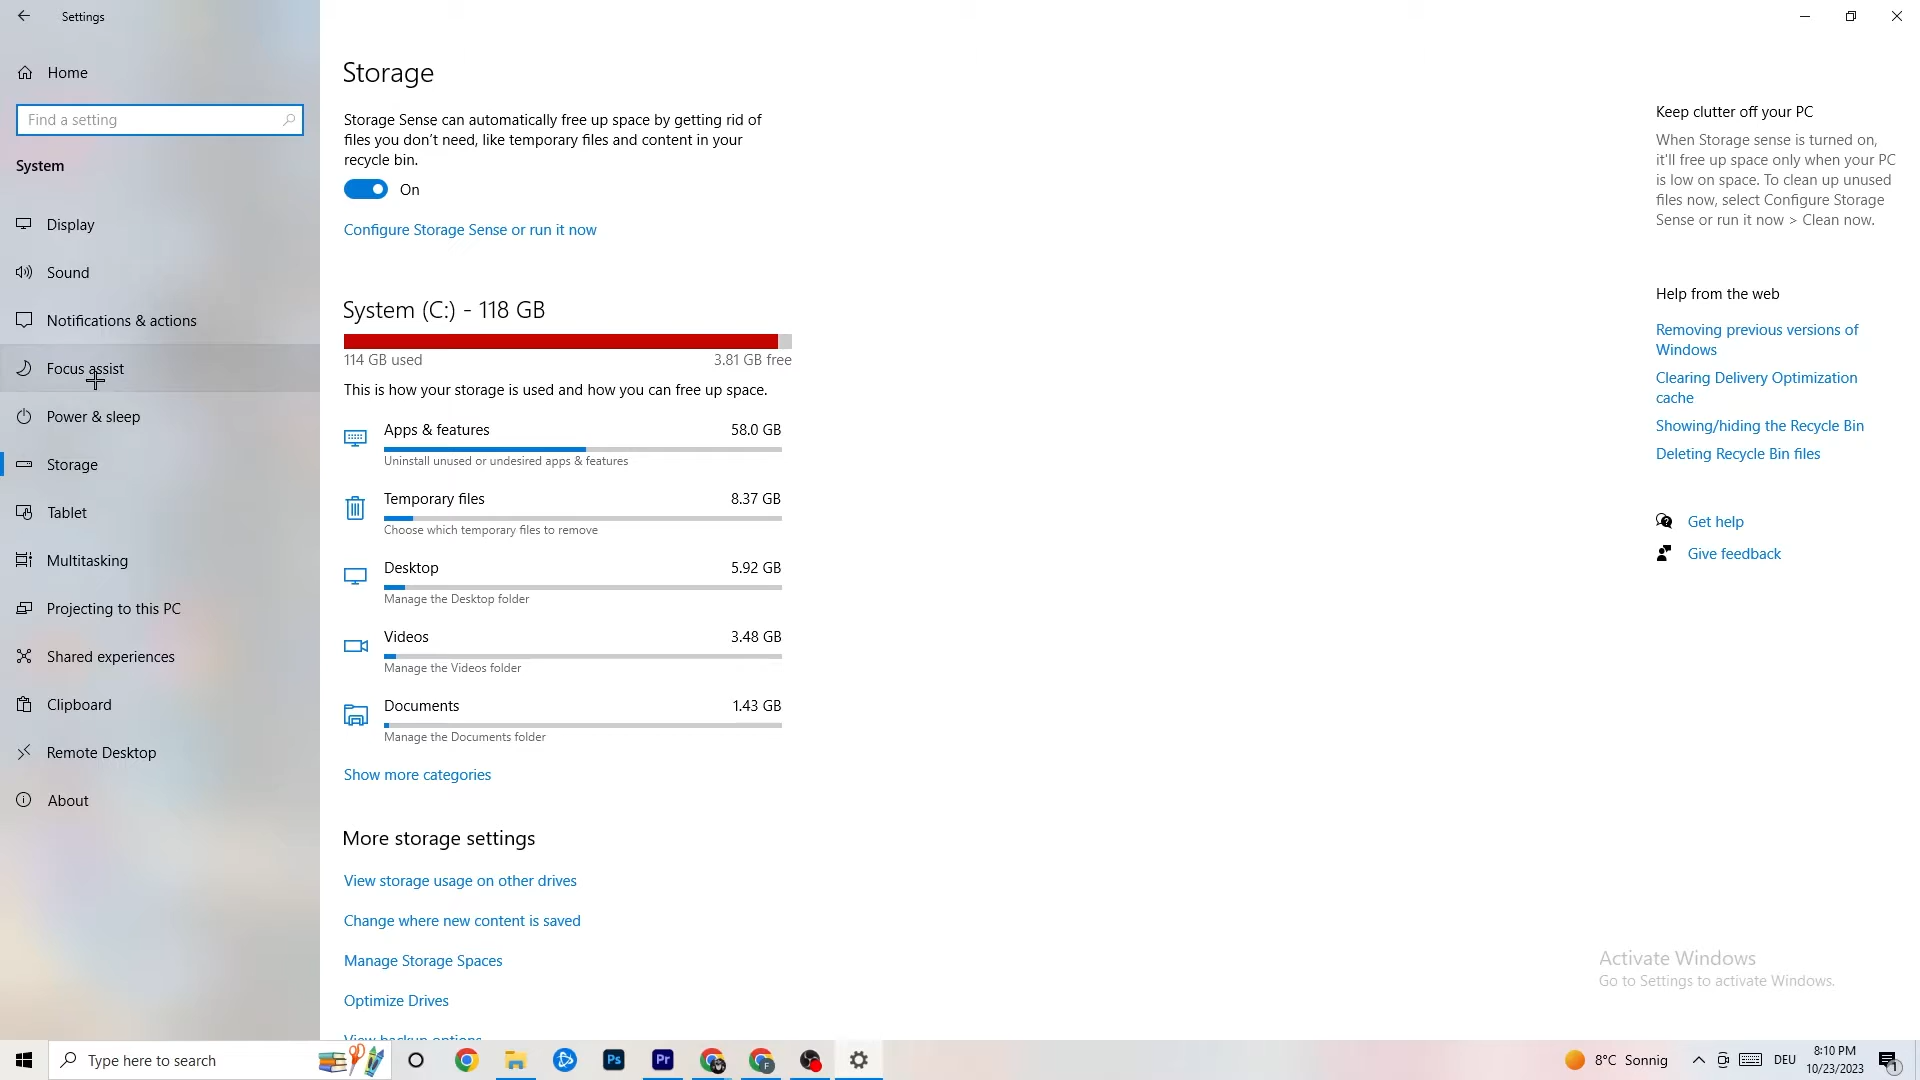 Settings
Home
Find a setting
System
Display
Sound
Notifications & actions
Focus assist
Power & sleep
Storage
Tablet
Multitasking
Projecting to this PC
Shared experiences
Clipboard
Remote Desktop
About
Storage
Storage Sense can automatically free up space by getting rid of
files you don't need, like temporary files and content in your
recycle bin.
On
Configure Storage Sense or run it now
System (C:) - 118 GB
114 GB used
3.81 GB free
This is how your storage is used and how you can free up space.
Apps & features
58.0 GB
Uninstall unused or undesired apps & features
Temporary files
8.37 GB
Choose which temporary files to remove
Desktop
5.92 GB
Manage the Desktop folder
Videos
3.48 GB
Manage the Videos folder
Documents
1.43 GB
Manage the Documents folder
Show more categories
More storage settings
View storage usage on other drives
Change where new content is saved
Manage Storage Spaces
Optimize Drives
View backup options
Keep clutter off your PC
When Storage sense is turned on,
it'll free up space only when your PC
is low on space. To clean up unused
files now, select Configure Storage
Sense or run it now > Clean now.
Help from the web
Removing previous versions of
Windows
Clearing Delivery Optimization
cache
Showing/hiding the Recycle Bin
Deleting Recycle Bin files
Get help
Give feedback
Activate Windows
Go to Settings to activate Windows.
Type here to search
Ps
Pr
F
8°C Sonnig
DEU
8:10 PM
10/23/2023
1